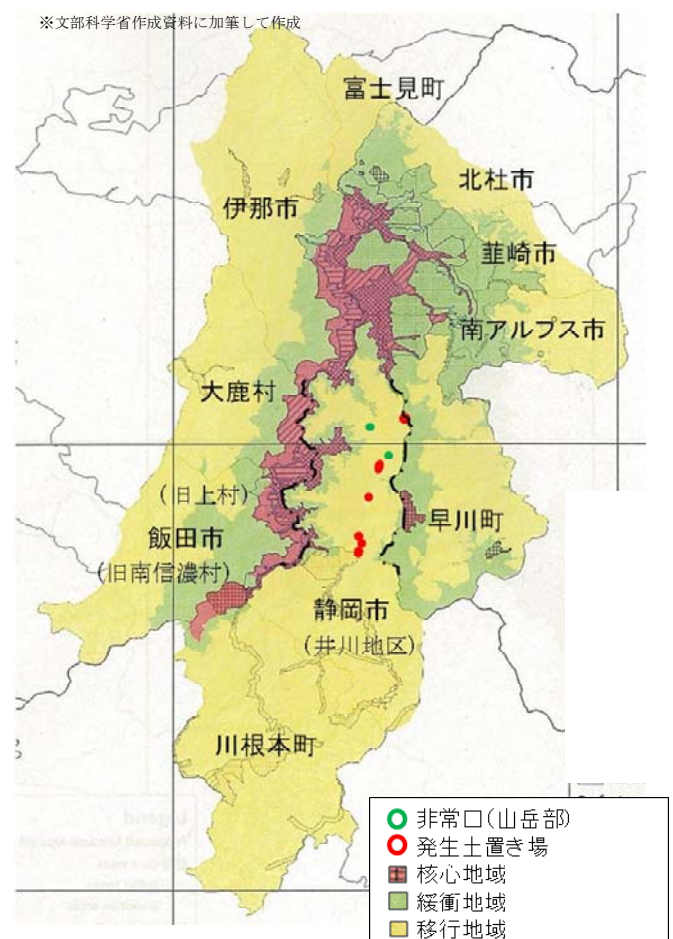 ※文部科学省作成資料に加筆して作成
富士見町
北杜市
伊那市
韮崎市
南アルプス市
大鹿村
(旧上村)
早川町
飯田市
(旧南信濃村)
静岡市
(井川地区)
川根本町
非常口(山岳部)
発生土置き場
核心地域
緩衝地域
移行地域